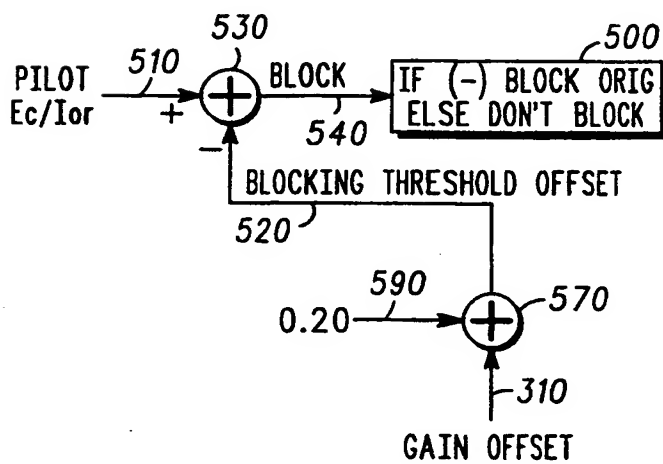 530
500
PILOT
Ec/Ior
510
+
BLOCK
540
IF (-) BLOCK ORIG
ELSE DON'T BLOCK
+
-
BLOCKING THRESHOLD OFFSET
520
590
0.20
+
570
310
GAIN OFFSET